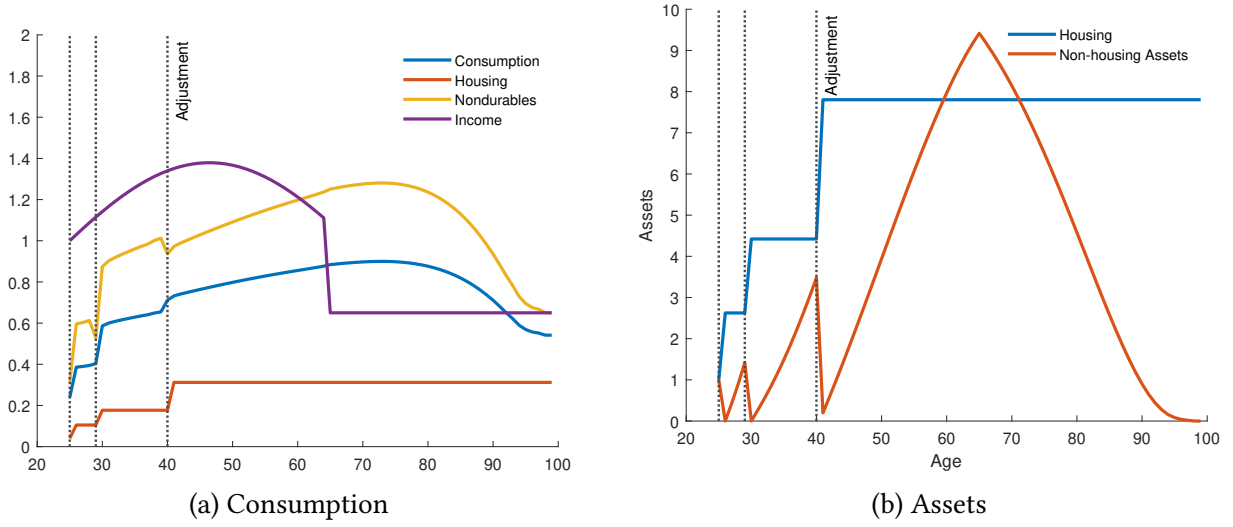 2
1.8
1.6
1.4
1.2
1
0.8
0.6
0.4
0.2
0
20 30 40 50 60 70 80 90 100
Adjustment
Consumption
Housing
Nondurables
Income
(a) Consumption
10
9
8
7
6
5
4
3
2
1
0
Assets
20 30 40 50 60 70 80 90 100
Age
Adjustment
Housing
Non-housing Assets
(b) Assets